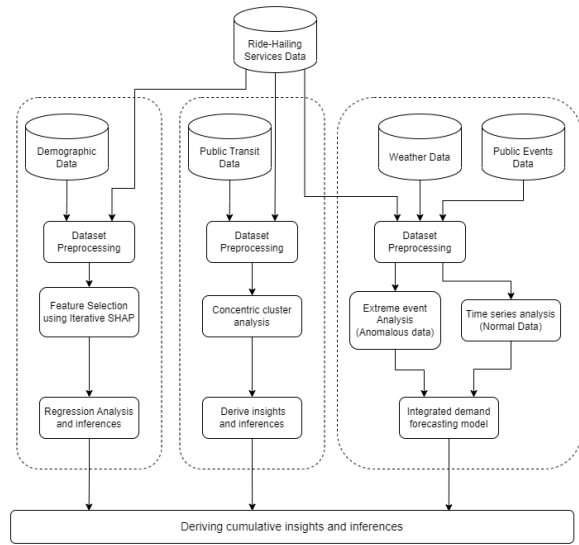 Ride-Hailing
Services Data
Demographic
Data
Public Transit
Data
Weather Data
Public Events
Data
Dataset
Preprocessing
Dataset
Preprocessing
Dataset
Preprocessing
Feature Selection
using Iterative SHAP
Concentric cluster
analysis
Extreme event
Analysis
(Anomalous data)
Time series analysis
(Normal Data)
Regression Analysis
and inferences
Derive insights
and inferences
Integrated demand
forecasting model
Deriving cumulative insights and inferences